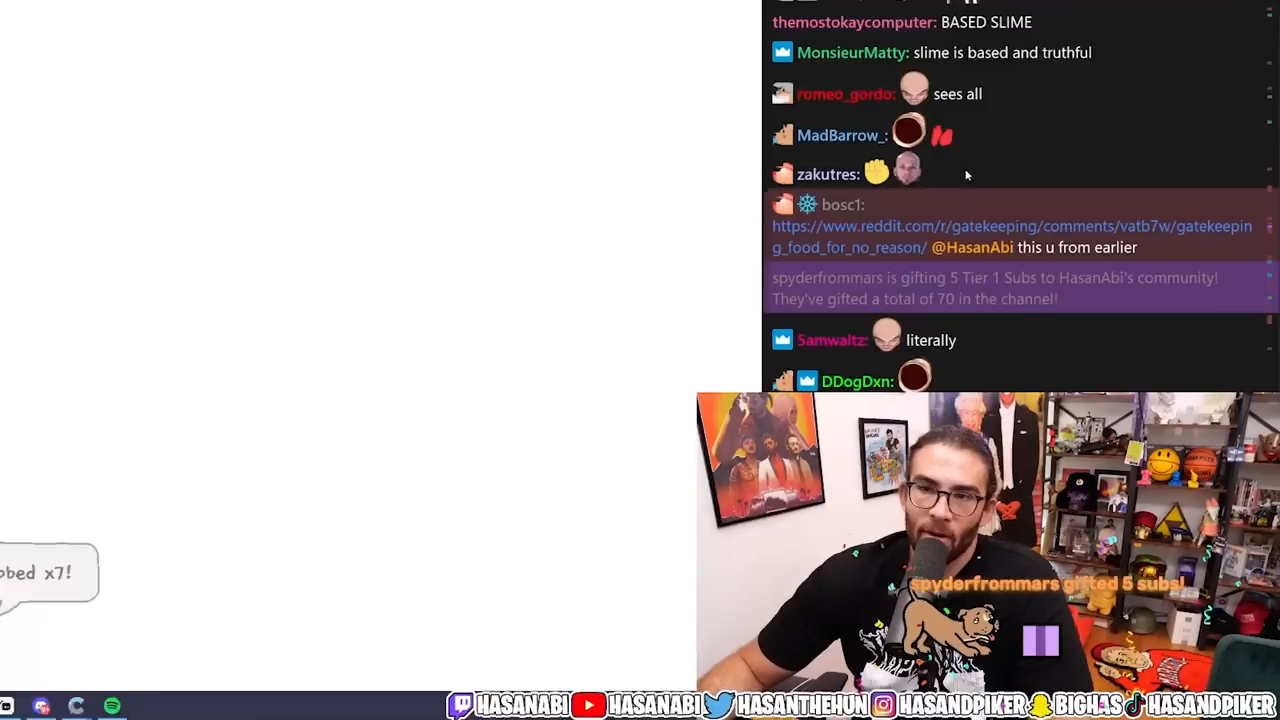 themostokaycomputer: BASED SLIME
MonsieurMatty: slime is based and truthful
romeo_gordo: sees all
MadBarrow_:
zakutres:
bosc1:
https://www.reddit.com/r/gatekeeping/comments/vatb7w/gatekeepin
g_food_for_no_reason/ @HasanAbi this u from earlier
spyderfrommars is gifting 5 Tier 1 Subs to HasanAbi's community!
They've gifted a total of 70 in the channel!
5amwaltz: literally
DDogDxn:
spyderfrommars gifted 5 subs!
obed x7!
HASANABI HASANABI HASANTHEHUN HASANDPIKER BIGHAS HASANDPIKER